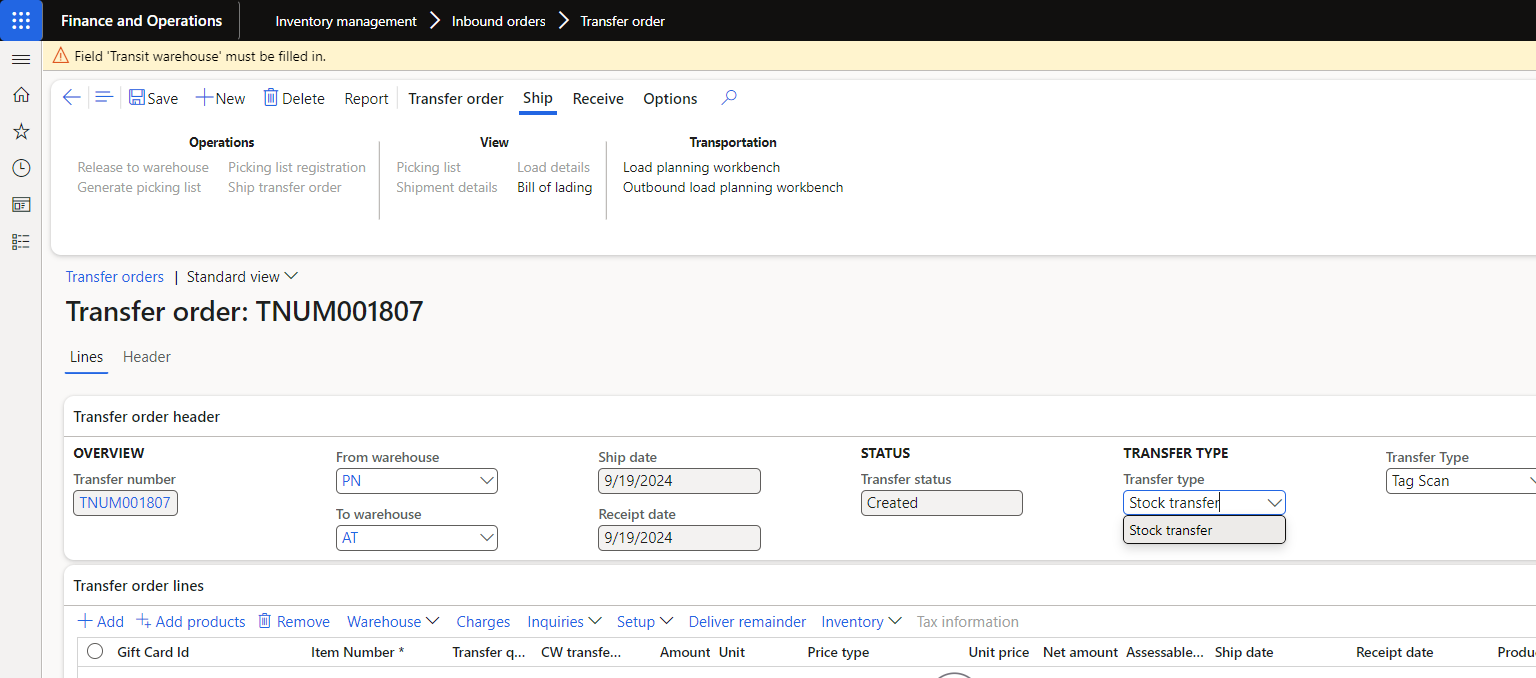 Finance and Operations
Inventory management > Inbound orders > Transfer order
Field 'Transit warehouse' must be filled in.
Save New Delete Report Transfer order Ship Receive Options
Operations View Transportation
Release to warehouse Picking list registration Picking list Load details Load planning workbench
Generate picking list Ship transfer order Shipment details Bill of lading Outbound load planning workbench
Transfer orders | Standard view
Transfer order: TNUM001807
Lines Header
Transfer order header
OVERVIEW
Transfer number
TNUM001807
From warehouse
PN
To warehouse
AT
Ship date
9/19/2024
Receipt date
9/19/2024
STATUS
Transfer status
Created
TRANSFER TYPE
Transfer type
Stock transfer
Stock transfer
Transfer Type
Tag Scan
Transfer order lines
Add Add products Remove Warehouse Charges Inquiries Setup Deliver remainder Inventory Tax information
Gift Card Id Item Number * Transfer q... CW transfe... Amount Unit Price type Unit price Net amount Assessable... Ship date Receipt date